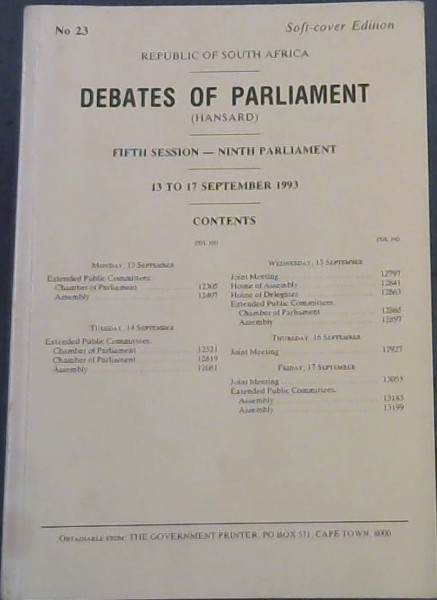 No 23
Soft-cover Edition
REPUBLIC OF SOUTH AFRICA
DEBATES OF PARLIAMENT
(HANSARD)
FIFTH SESSION — NINTH PARLIAMENT
13 TO 17 SEPTEMBER 1993
CONTENTS
COL NO
MONDAY, 13 SEPTEMBER
Extended Public Committees,
Chamber of Parliament 12305
Assembly 12407
TUESDAY, 14 SEPTEMBER
Extended Public Committees,
Chamber of Parliament 12521
Chamber of Parliament 12619
Assembly 12661
COL NO
WEDNESDAY, 15 SEPTEMBER
Joint Meeting 12797
House of Assembly 12841
House of Delegates 12863
Extended Public Committees,
Chamber of Parliament 12865
Assembly 12897
THURSDAY, 16 SEPTEMBER
Joint Meeting 12927
FRIDAY, 17 SEPTEMBER
Joint Meeting 13053
Extended Public Committees,
Assembly 13163
Assembly 13199
OBTAINABLE FROM: THE GOVERNMENT PRINTER, PO BOX 571, CAPE TOWN, 8000